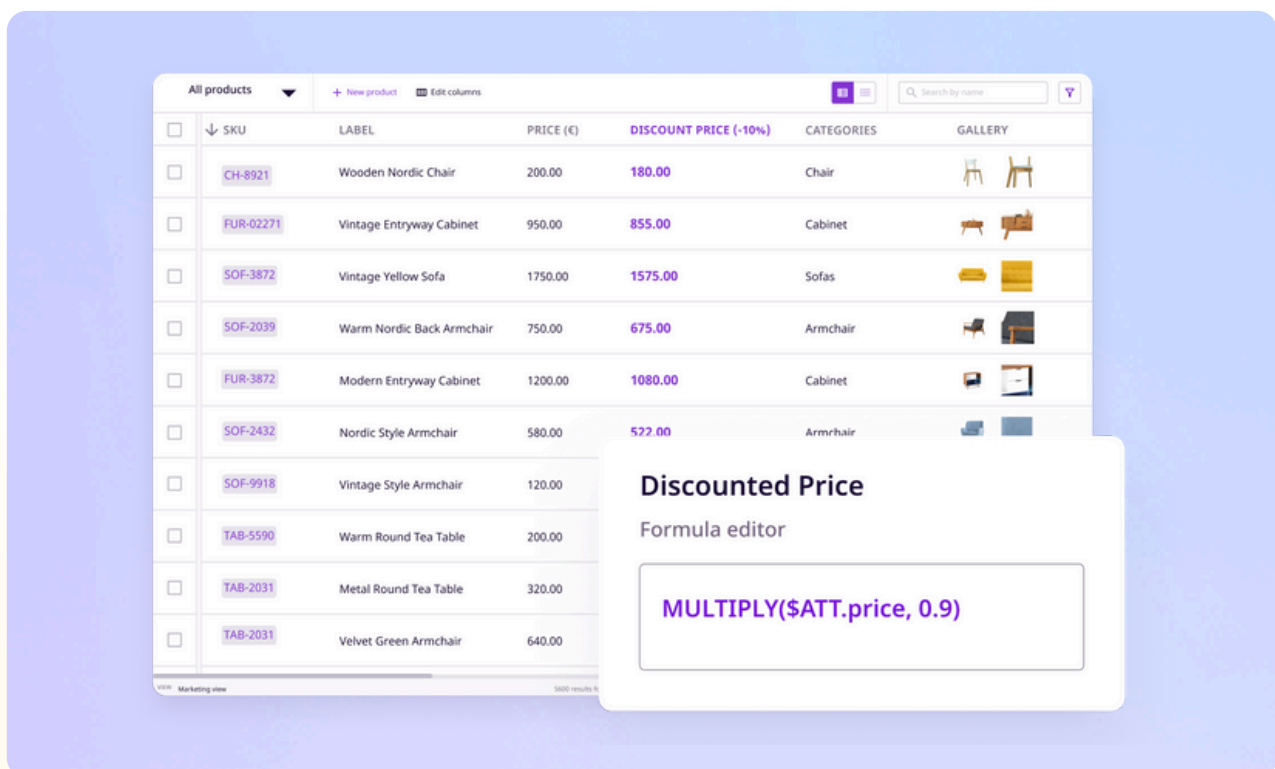 All products + New product Edit columns Search by name
SKU LABEL PRICE (€) DISCOUNT PRICE (-10%) CATEGORIES GALLERY
CH-8921 Wooden Nordic Chair 200.00 180.00 Chair
FUR-02271 Vintage Entryway Cabinet 950.00 855.00 Cabinet
SOF-3872 Vintage Yellow Sofa 1750.00 1575.00 Sofas
SOF-2039 Warm Nordic Back Armchair 750.00 675.00 Armchair
FUR-3872 Modern Entryway Cabinet 1200.00 1080.00 Cabinet
SOF-2432 Nordic Style Armchair 580.00 522.00 Armchair
SOF-9918 Vintage Style Armchair 120.00
TAB-5590 Warm Round Tea Table 200.00
TAB-2031 Metal Round Tea Table 320.00
TAB-2031 Velvet Green Armchair 640.00
VIEW Marketing view 5600 results
Discounted Price
Formula editor
MULTIPLY($ATT.price, 0.9)